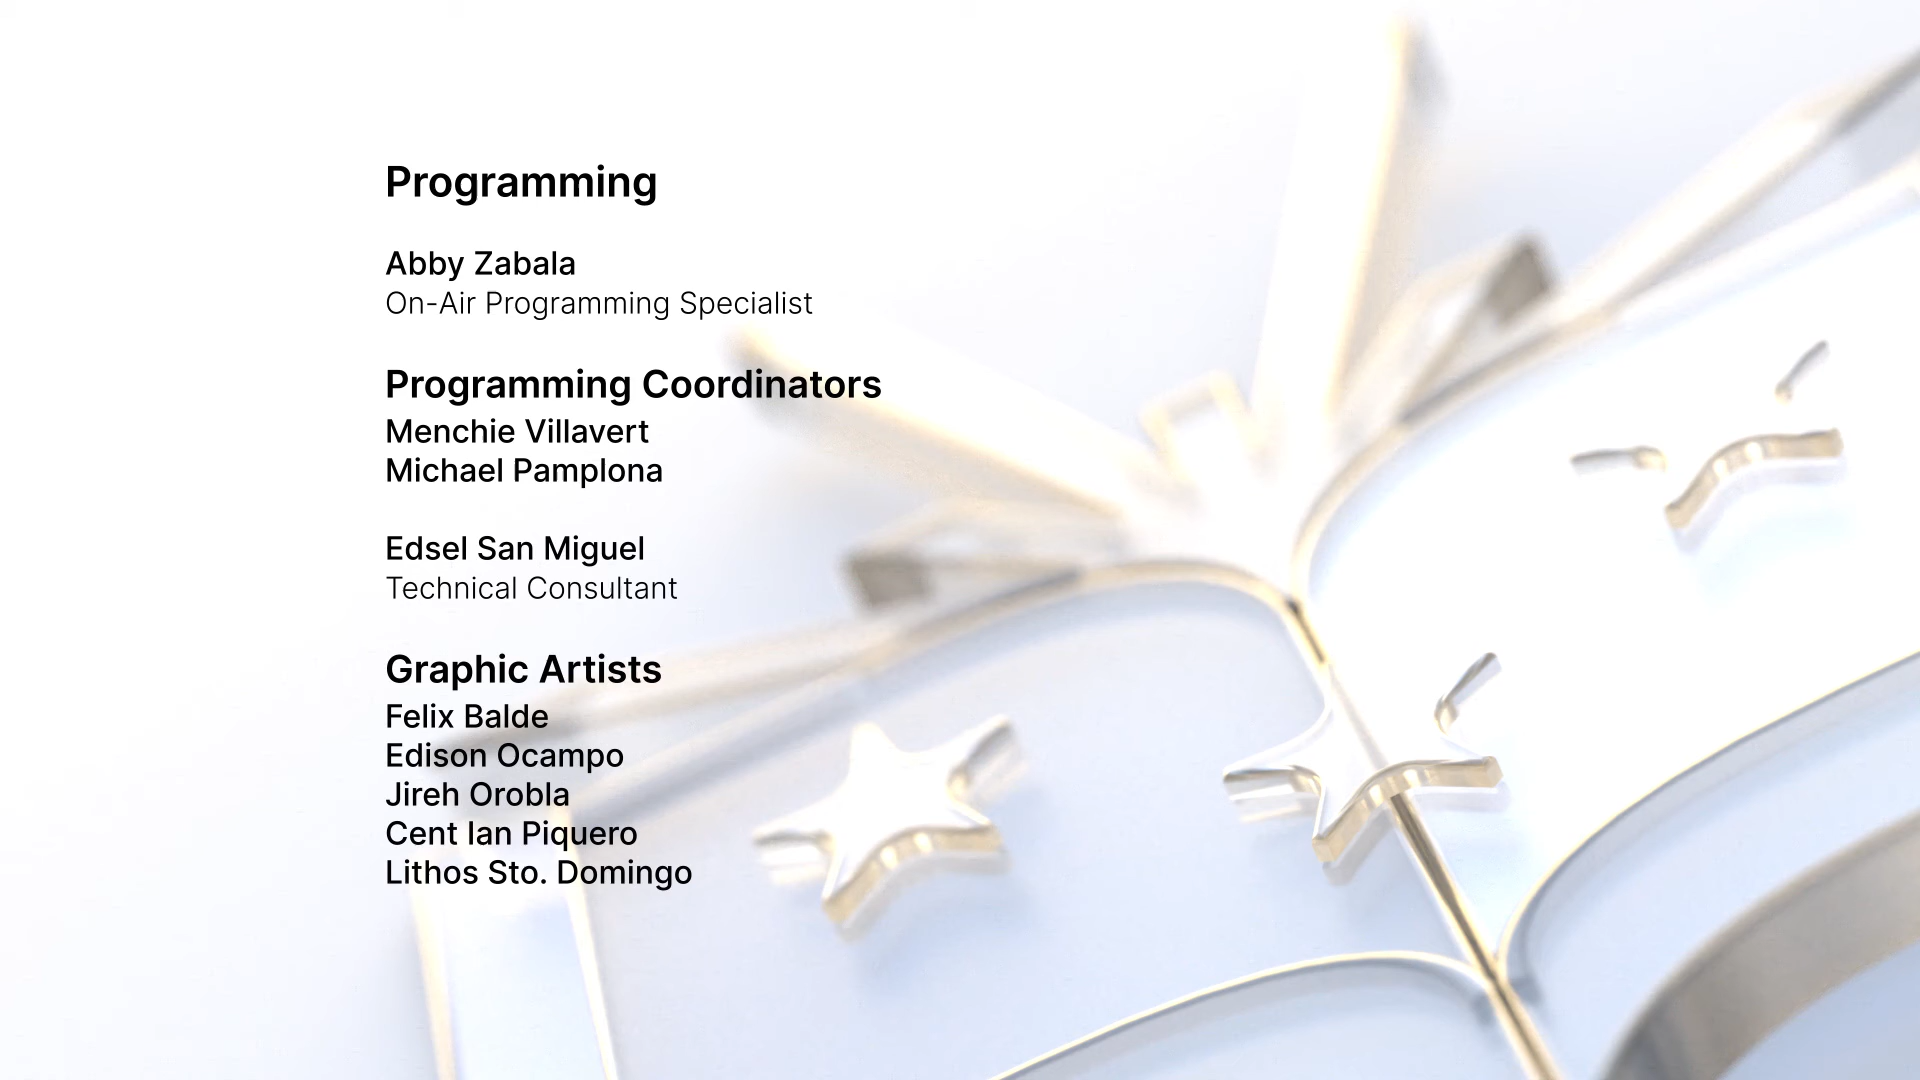 Programming
Abby Zabala
On-Air Programming Specialist
Programming Coordinators
Menchie Villavert
Michael Pamplona
Edsel San Miguel
Technical Consultant
Graphic Artists
Felix Balde
Edison Ocampo
Jireh Orobla
Cent Ian Piquero
Lithos Sto. Domingo